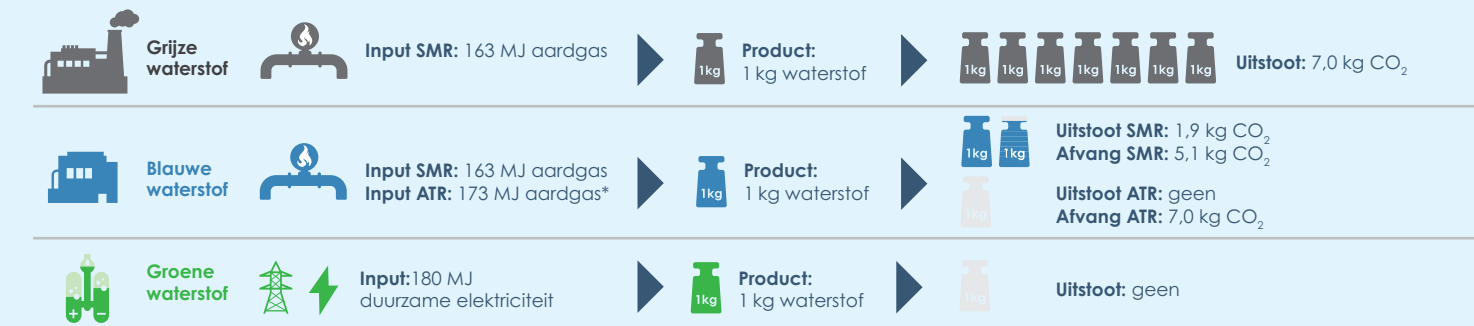 Grijze
waterstof
Input SMR: 163 MJ aardgas
1kg
Product:
1 kg waterstof
1kg 1kg 1kg 1kg 1kg 1kg 1kg
Uitstoot: 7,0 kg CO₂
Blauwe
waterstof
Input SMR: 163 MJ aardgas
Input ATR: 173 MJ aardgas*
1kg
Product:
1 kg waterstof
1kg 1kg
Uitstoot SMR: 1,9 kg CO₂
Afvang SMR: 5,1 kg CO₂
1kg
Uitstoot ATR: geen
Afvang ATR: 7,0 kg CO₂
Groene
waterstof
Input:180 MJ
duurzame elektriciteit
1kg
Product:
1 kg waterstof
1kg
Uitstoot: geen